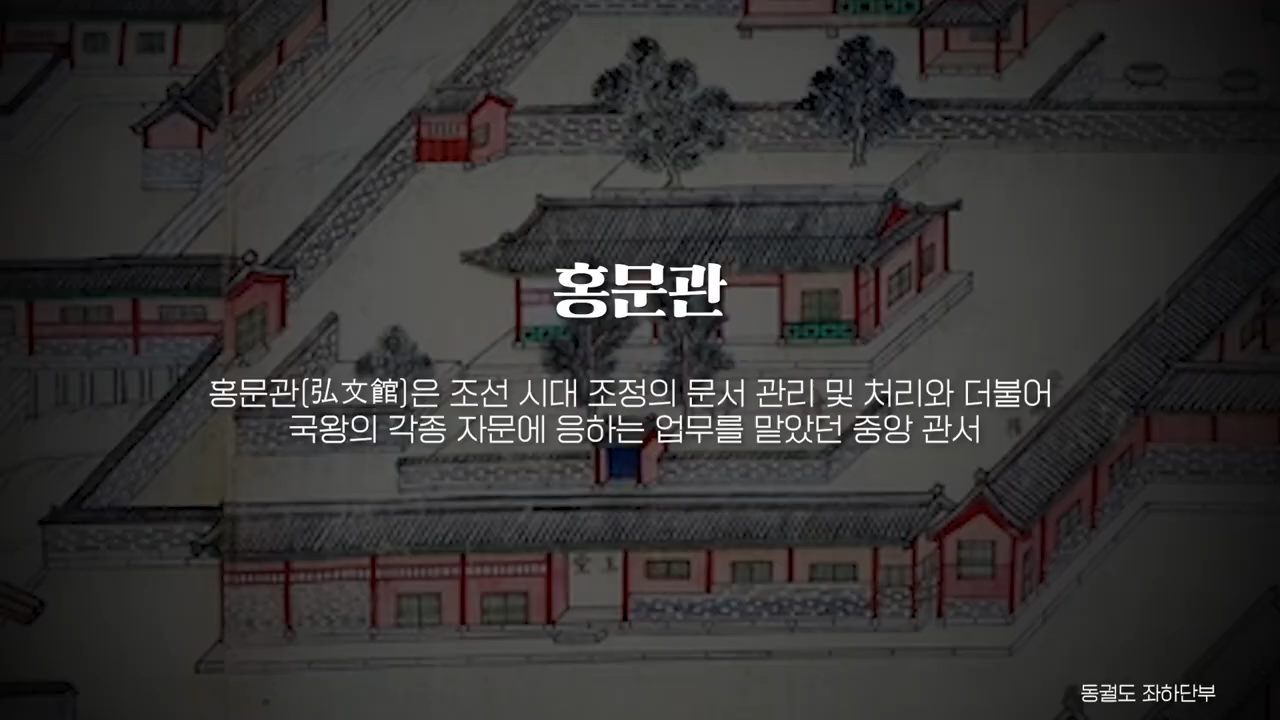 홍문관
홍문관(弘文館)은 조선 시대 조정의 문서 관리 및 처리와 더불어
국왕의 각종 자문에 응하는 업무를 맡았던 중앙 관서
동궐도 좌하단부